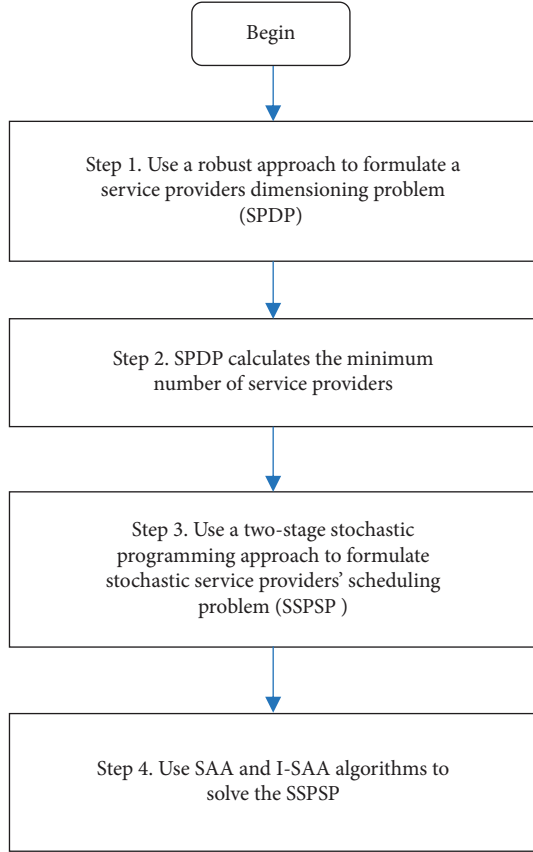 Begin
Step 1. Use a robust approach to formulate a
service providers dimensioning problem
(SPDP)
Step 2. SPDP calculates the minimum
number of service providers
Step 3. Use a two-stage stochastic
programming approach to formulate
stochastic service providers’ scheduling
problem (SSPSP )
Step 4. Use SAA and I-SAA algorithms to
solve the SSPSP